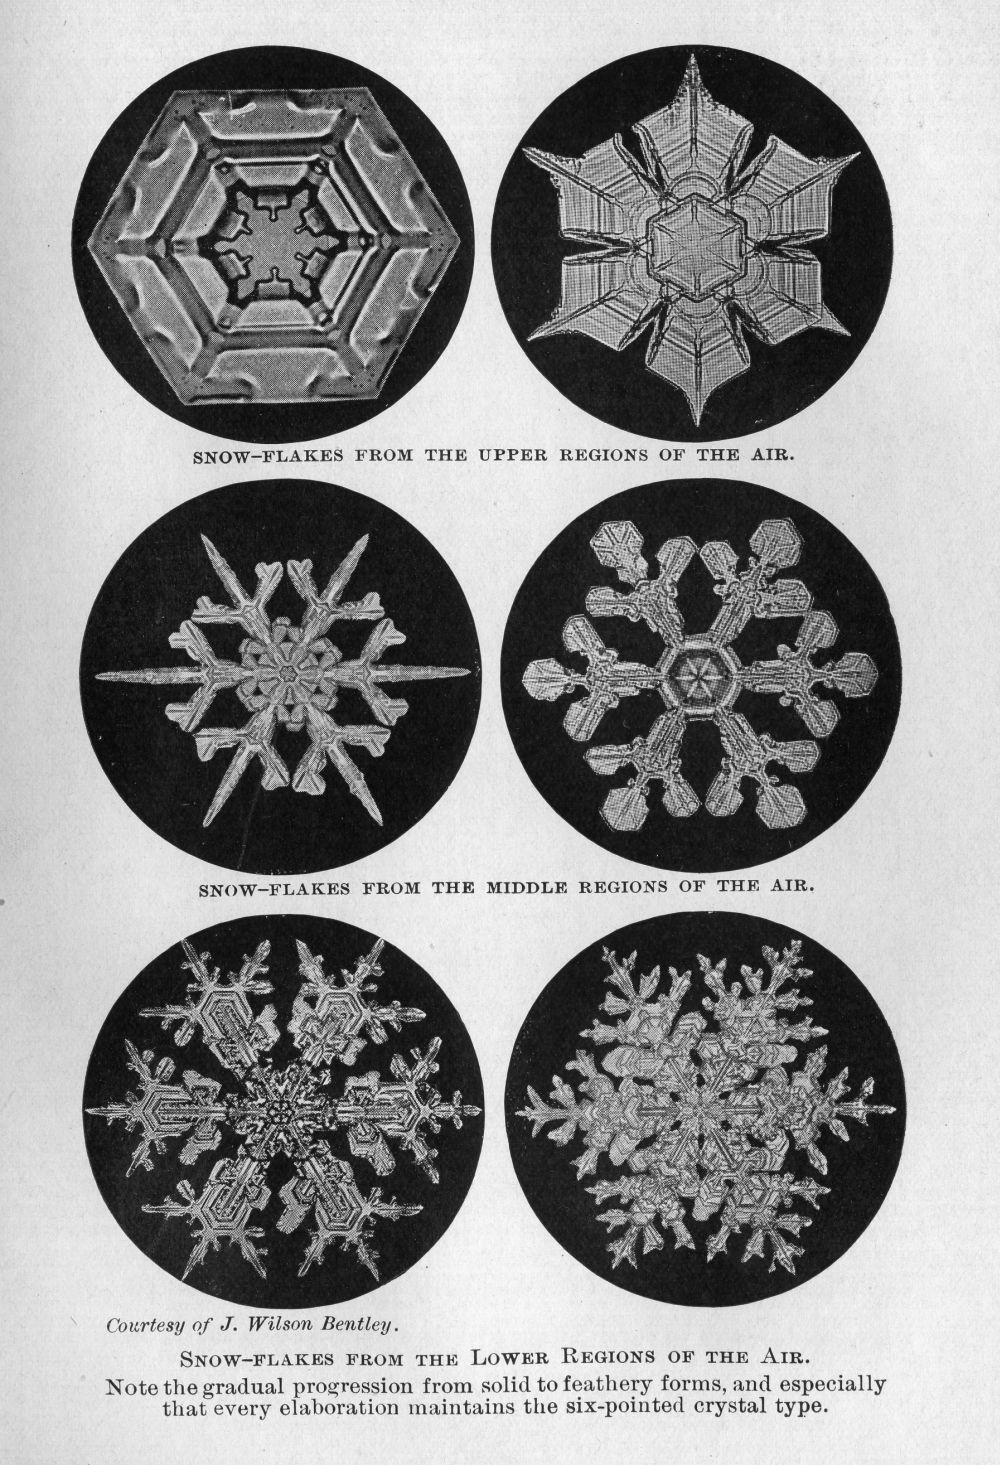 SNOW–FLAKES FROM THE UPPER REGIONS OF THE AIR.
SNOW–FLAKES FROM THE MIDDLE REGIONS OF THE AIR.
Courtesy of J. Wilson Bentley.
SNOW–FLAKES FROM THE LOWER REGIONS OF THE AIR.
Note the gradual progression from solid to feathery forms, and especially
that every elaboration maintains the six-pointed crystal type.